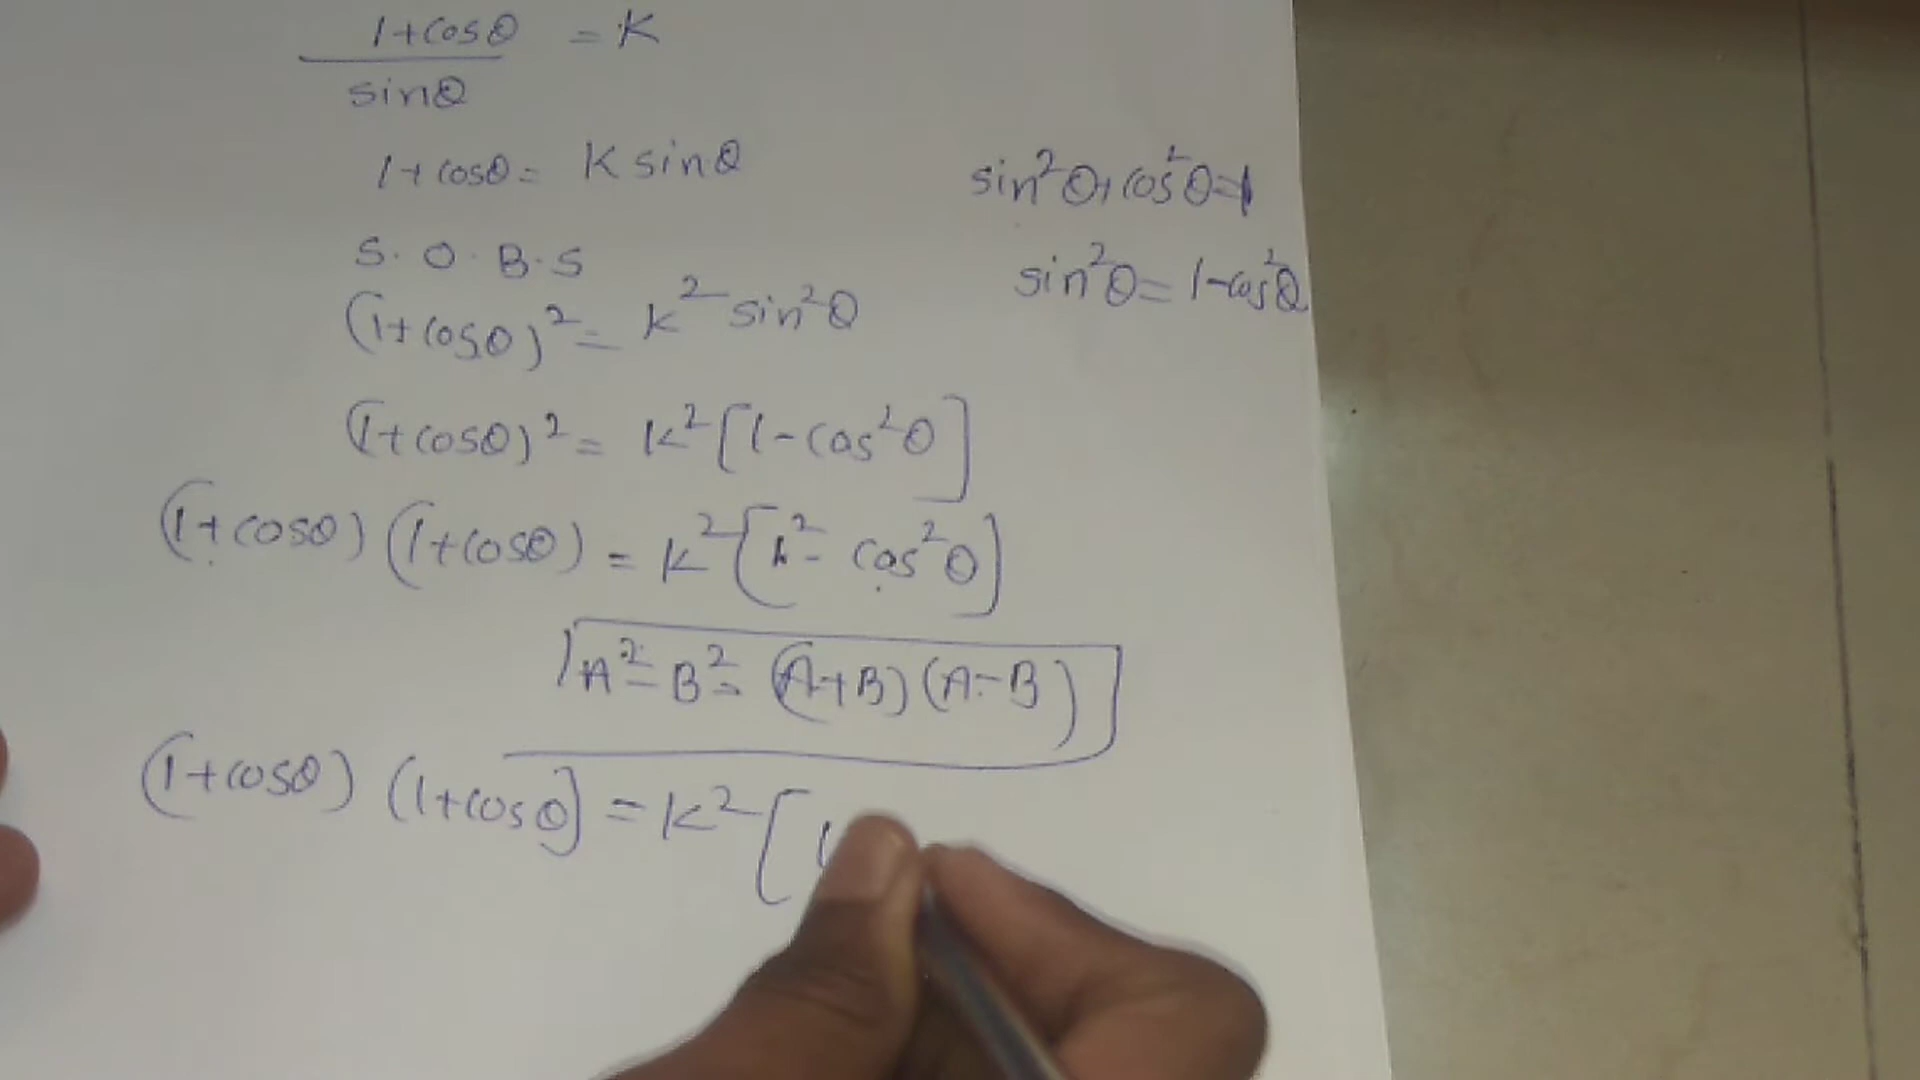 1+cosθ = K
sinθ
1+cosθ = K sinθ
sin²θ+cos²θ=1
S. O. B. S
sin²θ = 1-cos²θ
(1+cosθ)² = K² sin²θ
(1+cosθ)² = K² [1-cos²θ]
(1+cosθ) (1+cosθ) = K² [1² - cos²θ]
A² - B² = (A+B) (A-B)
(1+cosθ) (1+cosθ] = K² [1